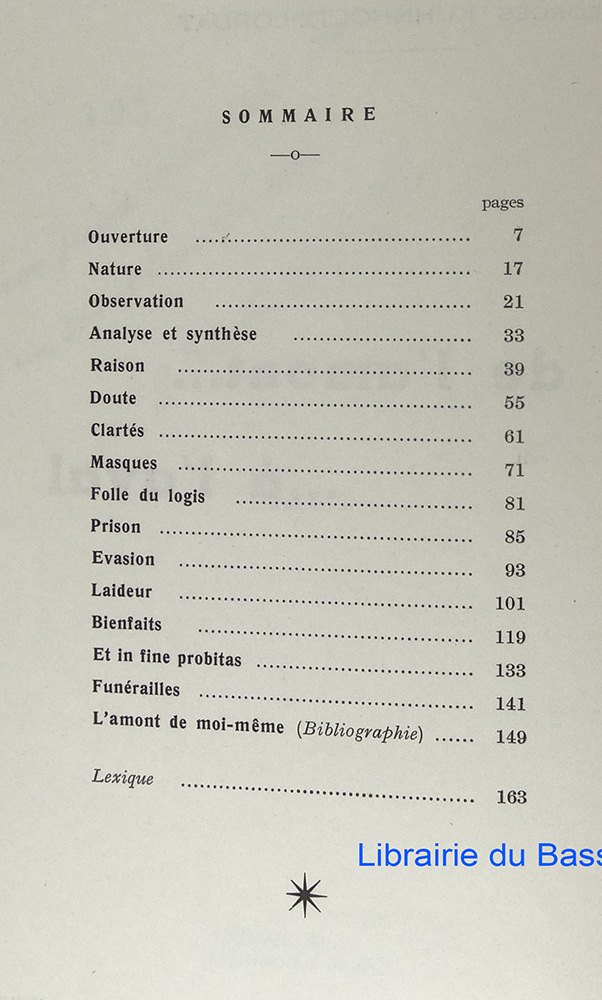 SOMMAIRE
—o—
pages
Ouverture ........................................ 7
Nature ........................................ 17
Observation ........................................ 21
Analyse et synthèse ........................................ 33
Raison ........................................ 39
Doute ........................................ 55
Clartés ........................................ 61
Masques ........................................ 71
Folle du logis ........................................ 81
Prison ........................................ 85
Evasion ........................................ 93
Laideur ........................................ 101
Bienfaits ........................................ 119
Et in fine probitas ........................................ 133
Funérailles ........................................ 141
L'amont de moi-même (Bibliographie) ...... 149
Lexique ........................................ 163
Librairie du Bass